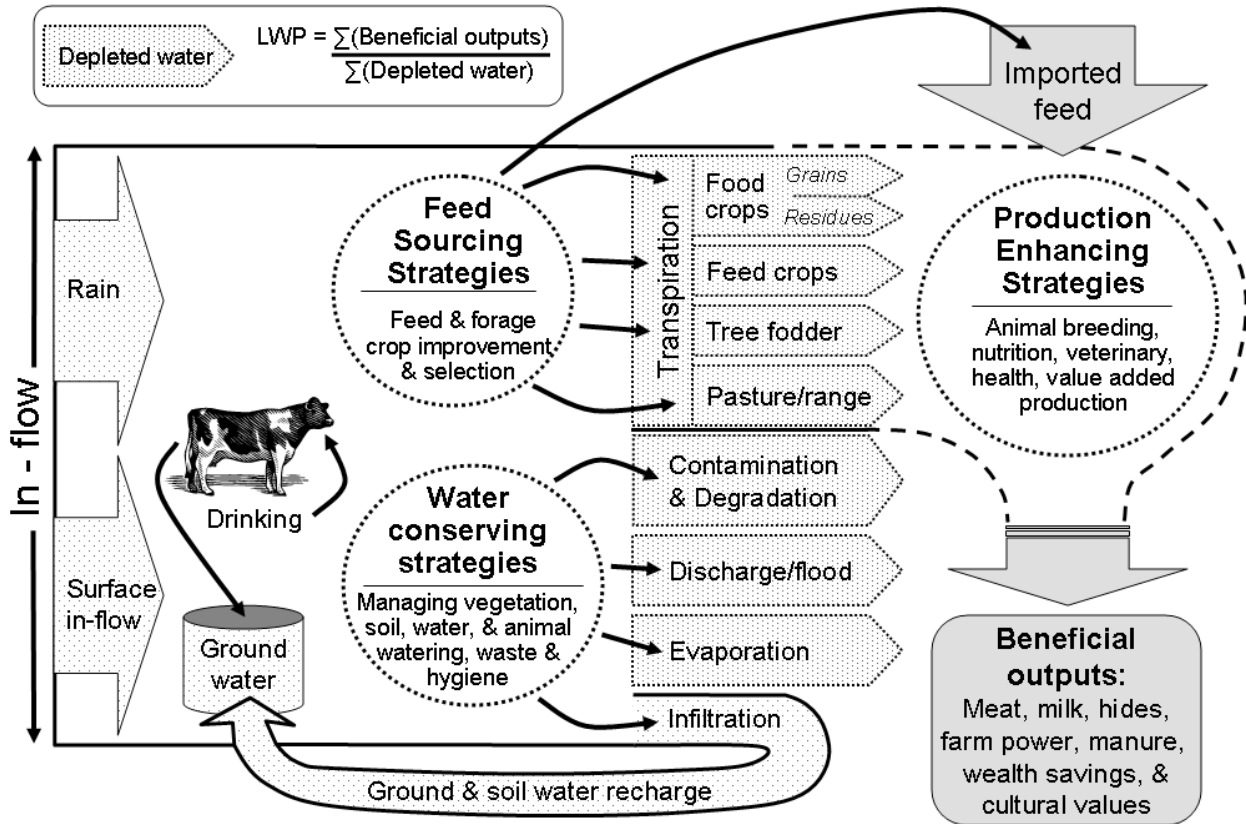 Depleted water
LWP = ∑(Beneficial outputs)
∑(Depleted water)
Imported
feed
In - flow
Rain
Surface
in-flow
Drinking
Ground
water
Feed
Sourcing
Strategies
Feed & forage
crop improvement
& selection
Water
conserving
strategies
Managing vegetation,
soil, water, & animal
watering, waste &
hygiene
Transpiration
Food
crops
Grains
Residues
Feed crops
Tree fodder
Pasture/range
Contamination
& Degradation
Discharge/flood
Evaporation
Infiltration
Ground & soil water recharge
Production
Enhancing
Strategies
Animal breeding,
nutrition, veterinary,
health, value added
production
Beneficial
outputs:
Meat, milk, hides,
farm power, manure,
wealth savings, &
cultural values